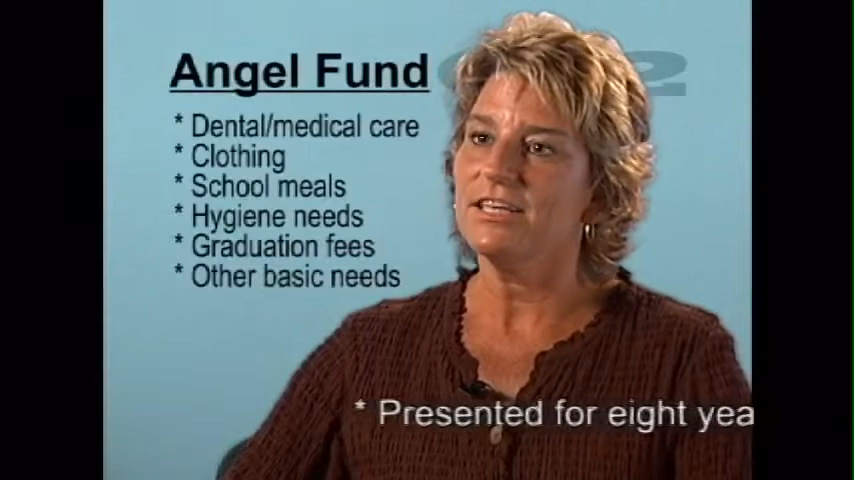 Angel Fund
* Dental/medical care
* Clothing
* School meals
* Hygiene needs
* Graduation fees
* Other basic needs
* Presented for eight yea